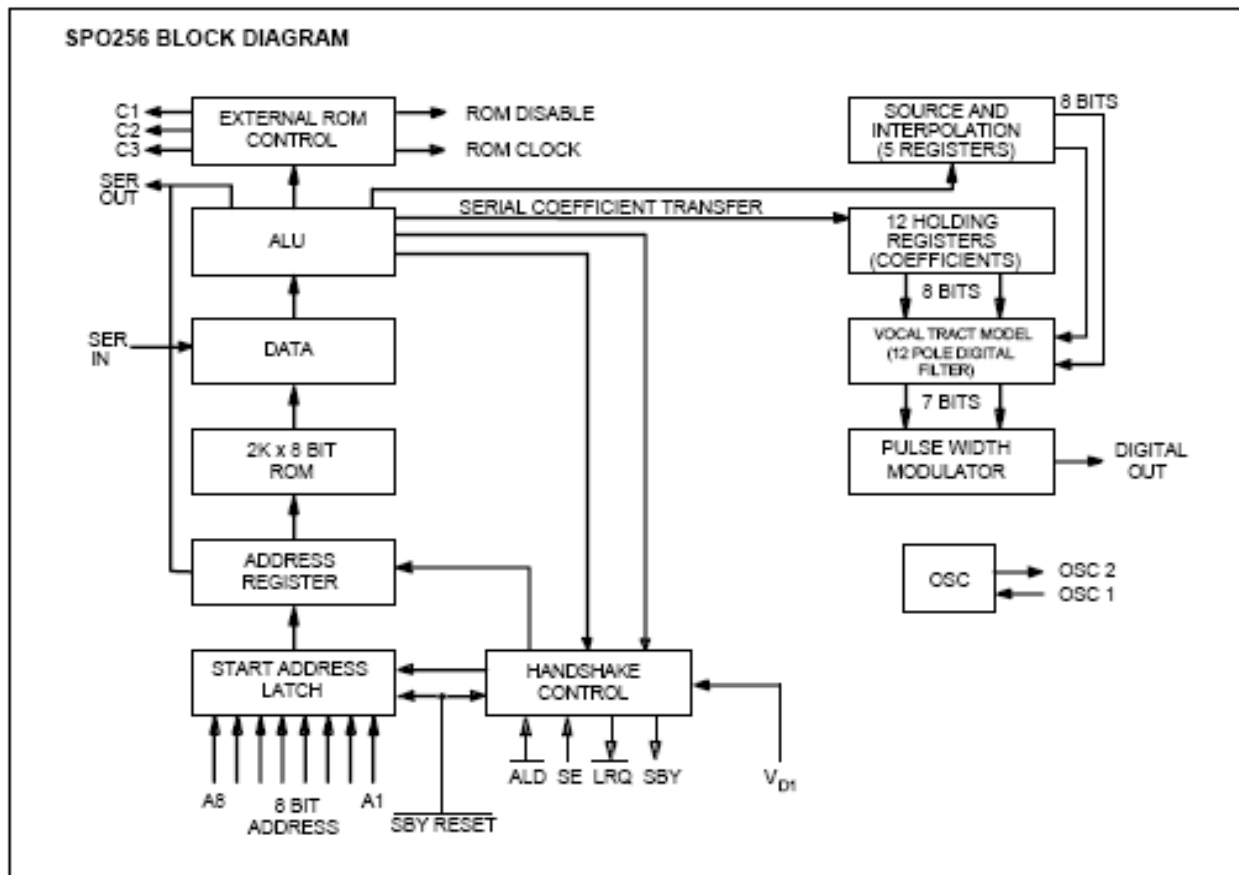 SPO256 BLOCK DIAGRAM
C1
C2
C3
EXTERNAL ROM
CONTROL
ROM DISABLE
ROM CLOCK
SOURCE AND
INTERPOLATION
(5 REGISTERS)
8 BITS
SER
OUT
ALU
SERIAL COEFFICIENT TRANSFER
12 HOLDING
REGISTERS
(COEFFICIENTS)
8 BITS
SER
IN
DATA
VOCAL TRACT MODEL
(12 POLE DIGITAL
FILTER)
7 BITS
2K x 8 BIT
ROM
PULSE WIDTH
MODULATOR
DIGITAL
OUT
ADDRESS
REGISTER
OSC
OSC 2
OSC 1
START ADDRESS
LATCH
HANDSHAKE
CONTROL
ALD SE LRQ SBY
VD1
A8
8 BIT
ADDRESS
A1
SBY RESET